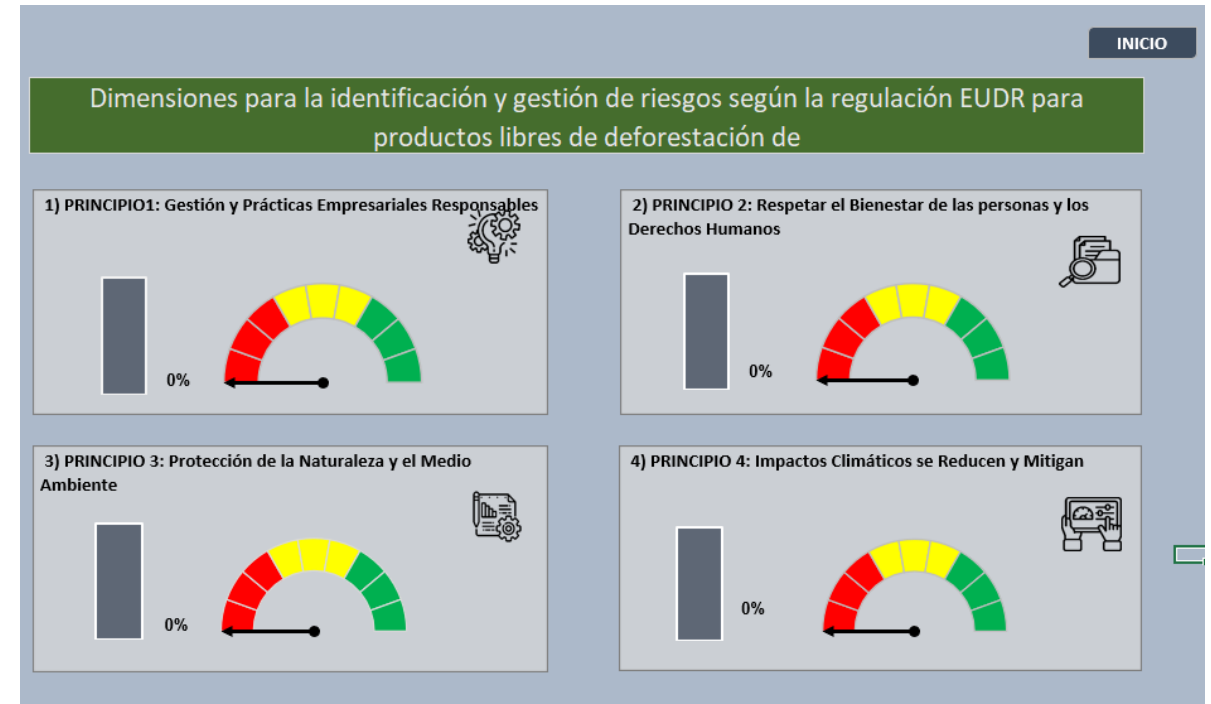 INICIO
Dimensiones para la identificación y gestión de riesgos según la regulación EUDR para
productos libres de deforestación de
1) PRINCIPIO1: Gestión y Prácticas Empresariales Responsables
0%
2) PRINCIPIO 2: Respetar el Bienestar de las personas y los
Derechos Humanos
0%
3) PRINCIPIO 3: Protección de la Naturaleza y el Medio
Ambiente
0%
4) PRINCIPIO 4: Impactos Climáticos se Reducen y Mitigan
0%